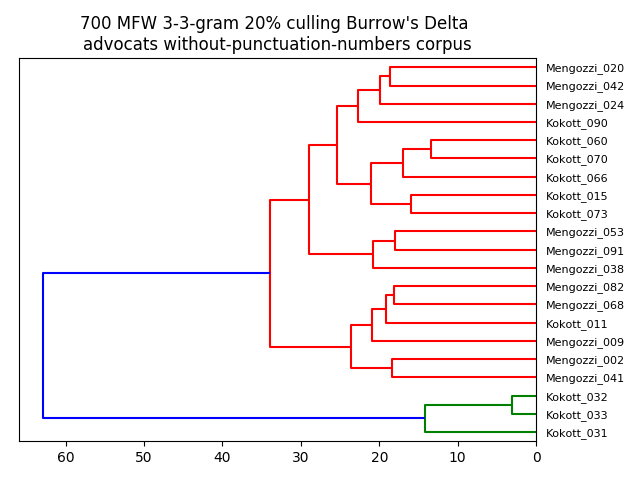 700 MFW 3-3-gram 20% culling Burrow's Delta
advocats without-punctuation-numbers corpus
Mengozzi_020
Mengozzi_042
Mengozzi_024
Kokott_090
Kokott_060
Kokott_070
Kokott_066
Kokott_015
Kokott_073
Mengozzi_053
Mengozzi_091
Mengozzi_038
Mengozzi_082
Mengozzi_068
Kokott_011
Mengozzi_009
Mengozzi_002
Mengozzi_041
Kokott_032
Kokott_033
Kokott_031
60 50 40 30 20 10 0